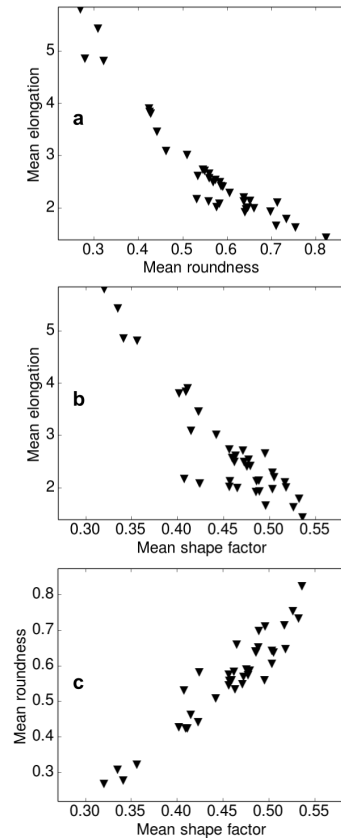 5
4
a
3
2
Mean elongation
0.3 0.4 0.5 0.6 0.7 0.8
Mean roundness
5
4
b
3
2
Mean elongation
0.30 0.35 0.40 0.45 0.50 0.55
Mean shape factor
0.8
0.7
0.6
0.5
c
0.4
0.3
Mean roundness
0.30 0.35 0.40 0.45 0.50 0.55
Mean shape factor